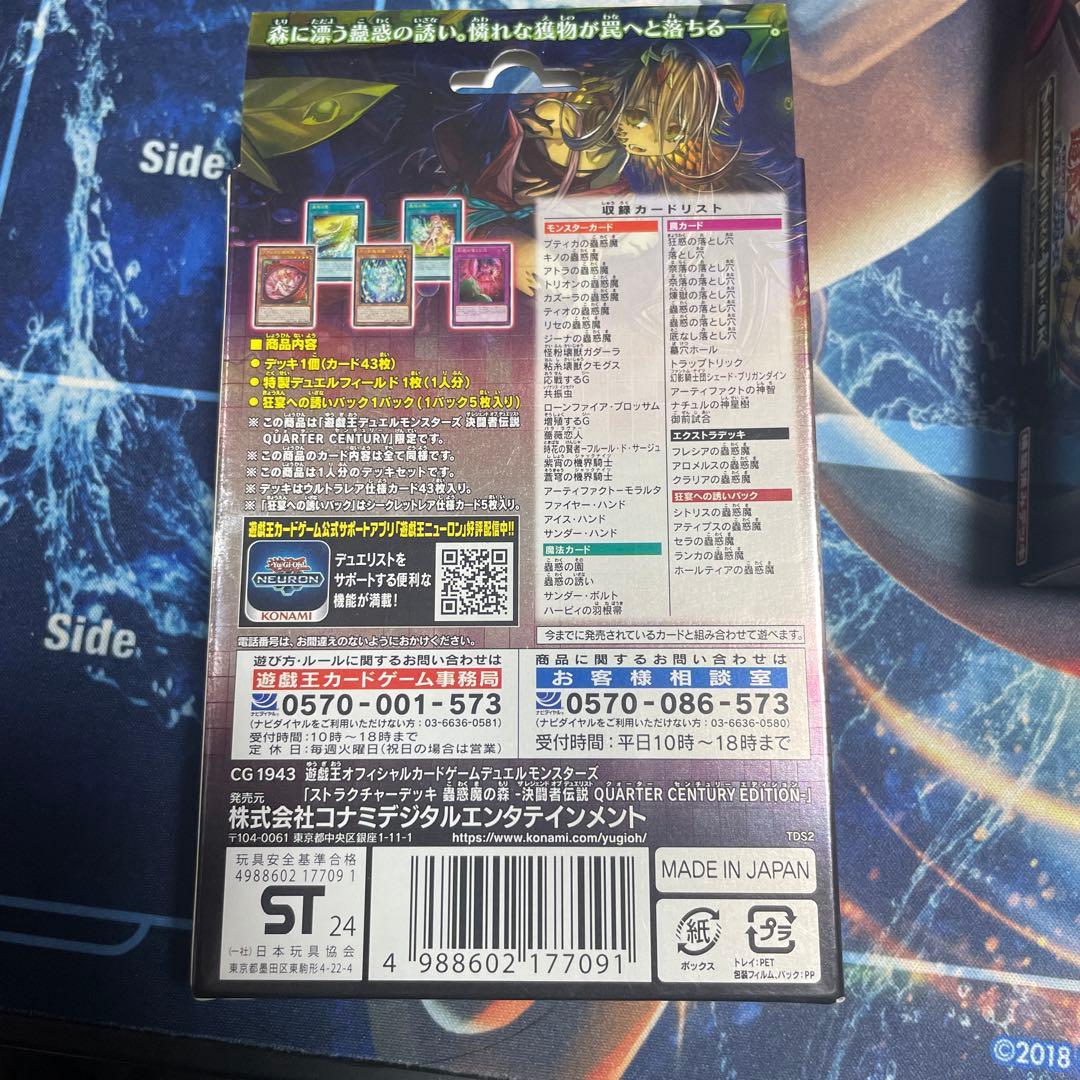 森に漂う蟲惑の誘い。憐れな獲物が罠へと落ちる――。
Side
Side
収録カードリスト
モンスターカード
プティカの蟲惑魔
キノの蟲惑魔
アトラの蟲惑魔
トリオンの蟲惑魔
カズーラの蟲惑魔
ティオの蟲惑魔
リセの蟲惑魔
ジーナの蟲惑魔
怪粉壊獣ガダーラ
粘糸壊獣クモグス
応戦するG
共振虫
ローンファイア・ブロッサム
増殖するG
薔薇恋人
時花の賢者−フルール・ド・サージュ
紫宵の機界騎士
蒼穹の機界騎士
アーティファクトーモラルタ
ファイヤー・ハンド
アイス・ハンド
サンダー・ハンド
魔法カード
蟲惑の園
蟲惑の誘い
サンダー・ボルト
ハーピィの羽根帚
罠カード
狂惑の落とし穴
落とし穴
奈落の落とし穴
奈落の落とし穴
煉獄の落とし穴
蟲惑の落とし穴
蟲惑の落とし穴
底なし落とし穴
墓穴ホール
トラップトリック
幻影騎士団シェード・ブリガンダイン
アーティファクトの神智
ナチュルの神星樹
御前試合
エクストラデッキ
フレシアの蟲惑魔
アロメルスの蟲惑魔
クラリアの蟲惑魔
狂宴への誘いパック
シトリスの蟲惑魔
アティプスの蟲惑魔
セラの蟲惑魔
ランカの蟲惑魔
ホールティアの蟲惑魔
今までに発売されているカードと組み合わせて遊べます。
■ 商品内容
● デッキ1個(カード43枚)
● 特製デュエルフィールド 1枚(1人分)
● 狂宴への誘いパック 1パック(1パック5枚入り)
※ この商品は「遊戯王デュエルモンスターズ 決闘者伝説
QUARTER CENTURY」限定です。
※ この商品のカード内容は全て同様です。
※ この商品は1人分のデッキセットです。
※ デッキはウルトラレア仕様カード43枚入り。
※ 「狂宴への誘いパック」はシークレットレア仕様カード5枚入り。
遊戯王カードゲーム公式サポートアプリ「遊戯王ニューロン」好評配信中!!
Yu-Gi-Oh!
NEURON
KONAMI
デュエリストを
サポートする便利な
機能が満載!
電話番号は、お間違えのないようにおかけください。
遊び方・ルールに関するお問い合わせは
遊戯王カードゲーム事務局
ナビダイヤル 0570-001-573
(ナビダイヤルをご利用いただけない方:03-6636-0581)
受付時間:10時〜18時まで
定休日:毎週火曜日(祝日の場合は営業)
商品に関するお問い合わせは
お客様相談室
ナビダイヤル 0570-086-573
(ナビダイヤルをご利用いただけない方:03-6636-0580)
受付時間:平日10時〜18時まで
CG1943 遊戯王オフィシャルカードゲームデュエルモンスターズ
「ストラクチャーデッキ 蟲惑魔の森 -決闘者伝説 QUARTER CENTURY EDITION-」
発売元
株式会社コナミデジタルエンタテインメント
〒104-0061 東京都中央区銀座1-11-1
https://www.konami.com/yugioh/
TDS2
玩具安全基準合格
4988602 17709 1
ST 24
(一社)日本玩具協会
東京都墨田区東駒形4-22-4
4 988602 177091
MADE IN JAPAN
紙
ボックス
プラ
トレイ:PET
包装フィルム、パック:PP
©2018